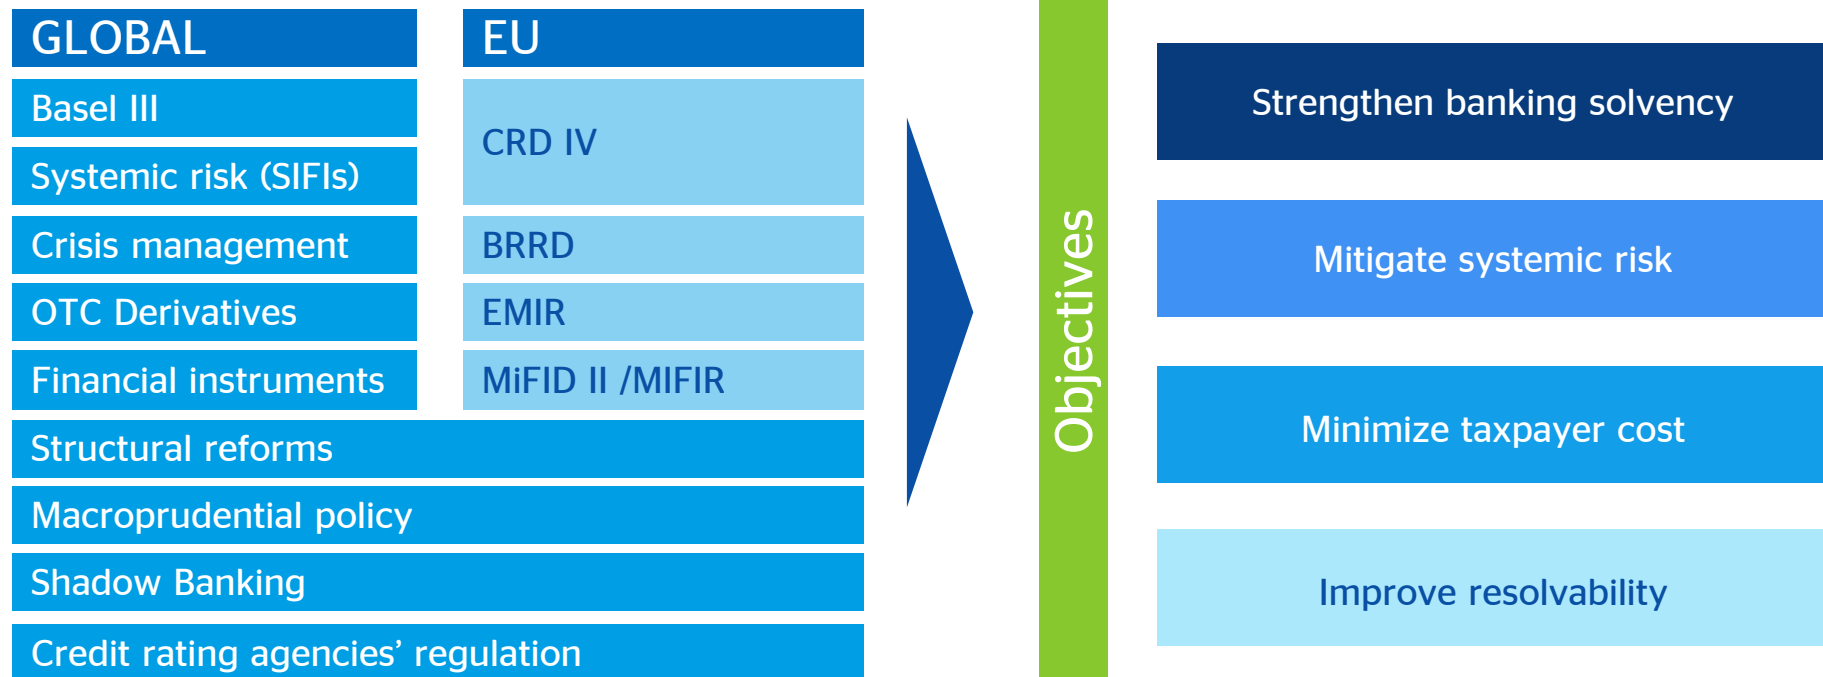 GLOBAL
EU
Basel III
Systemic risk (SIFIs)
CRD IV
Crisis management
BRRD
OTC Derivatives
EMIR
Financial instruments
MiFID II /MIFIR
Structural reforms
Macroprudential policy
Shadow Banking
Credit rating agencies’ regulation
Objectives
Strengthen banking solvency
Mitigate systemic risk
Minimize taxpayer cost
Improve resolvability